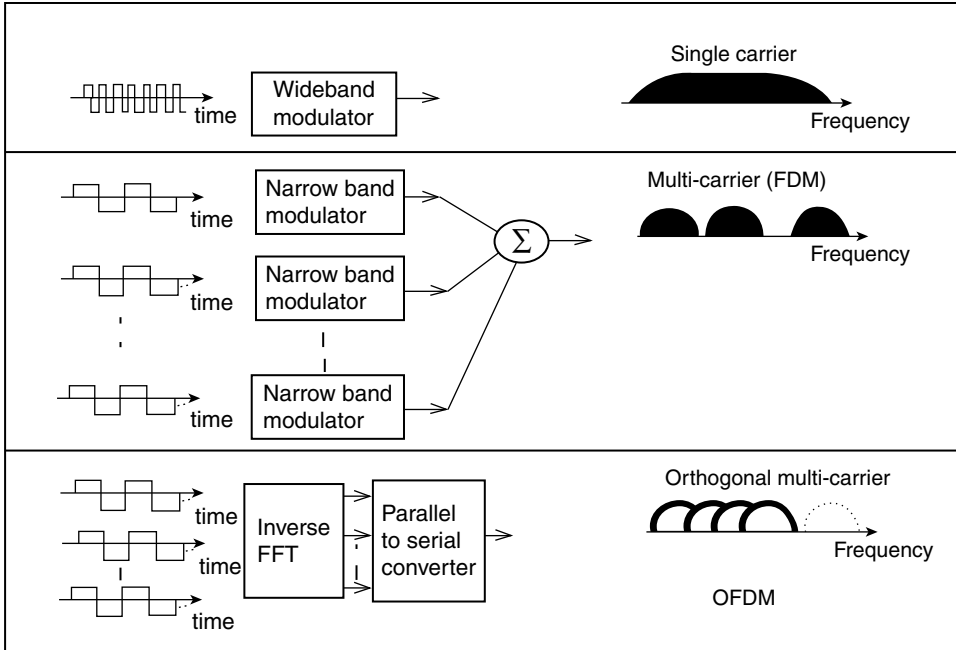 Single carrier
Wideband
modulator
time
Frequency
Multi-carrier (FDM)
Narrow band
modulator
time
Σ
Frequency
Narrow band
modulator
time
Narrow band
modulator
time
Orthogonal multi-carrier
time
Inverse
FFT
Parallel
to serial
converter
Frequency
time
time
OFDM